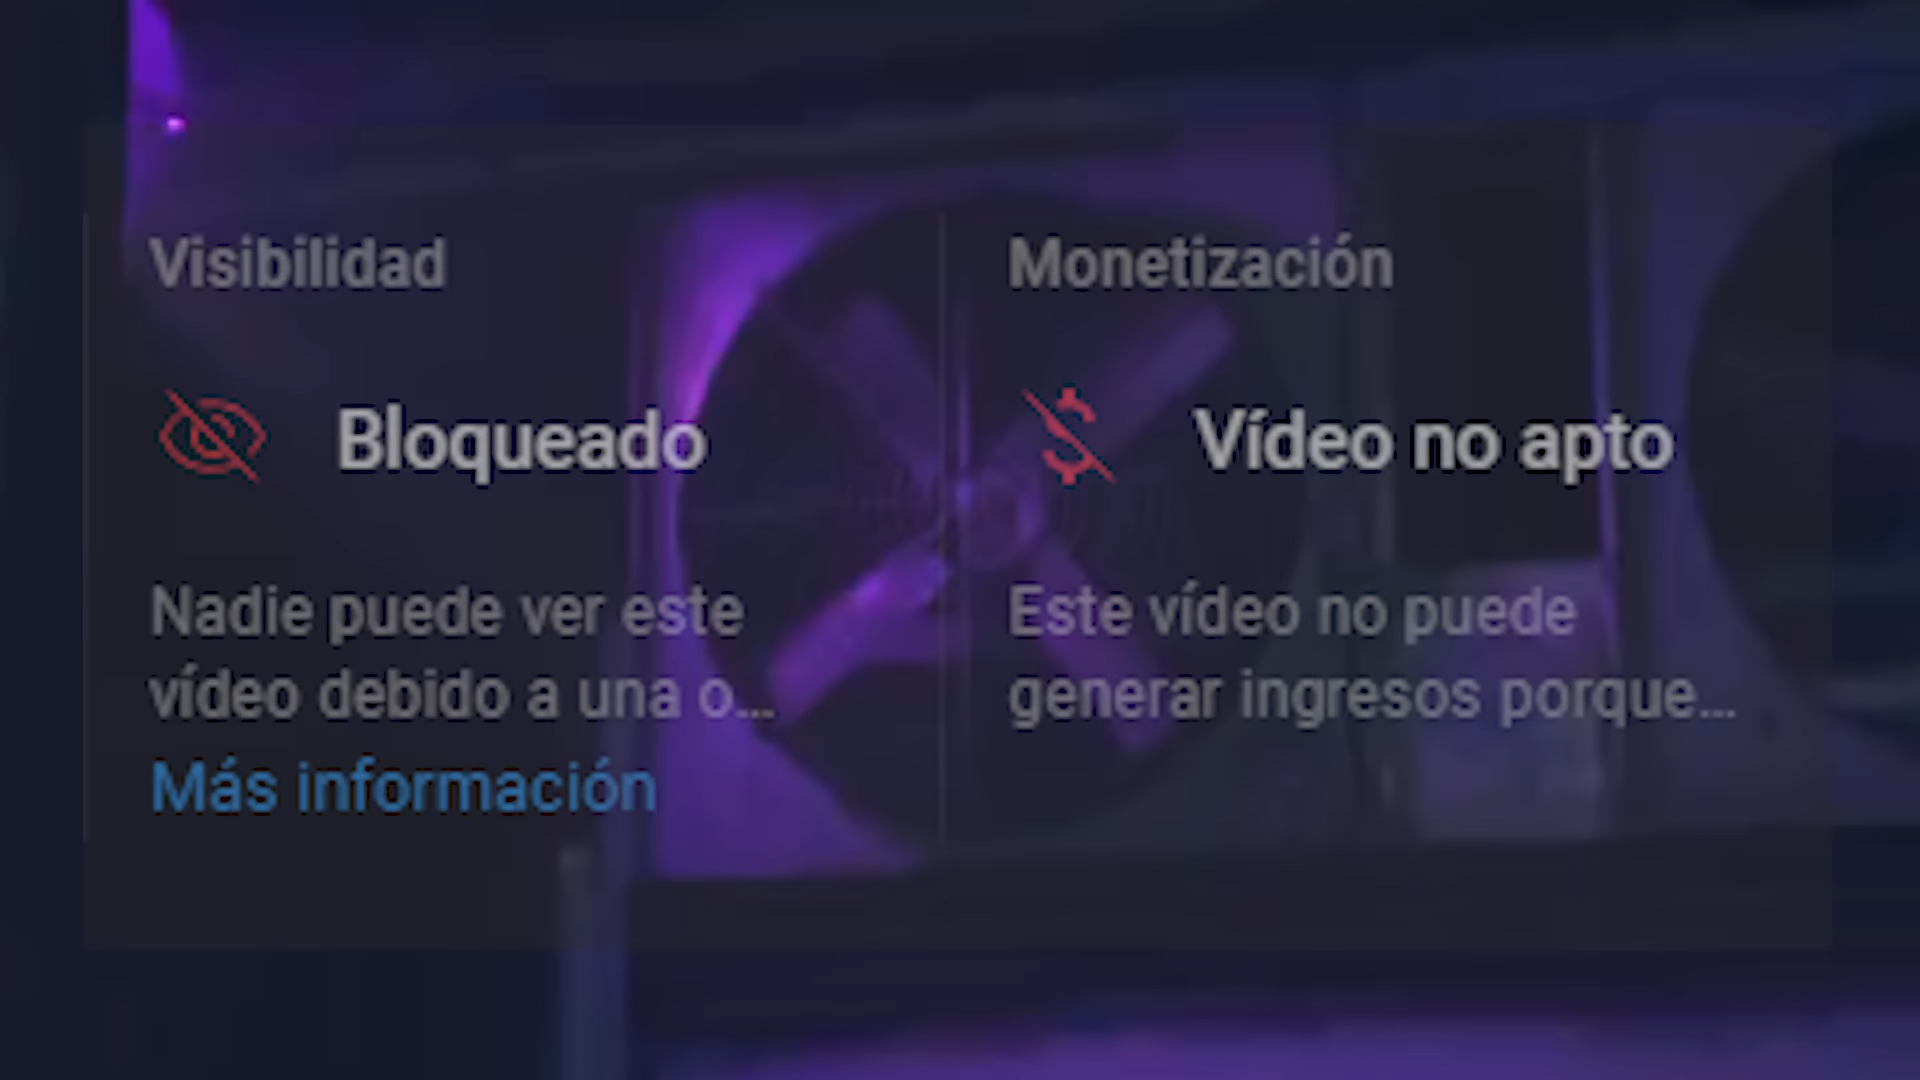 Visibilidad
Bloqueado
Nadie puede ver este
vídeo debido a una o...
Más información
Monetización
Vídeo no apto
Este vídeo no puede
generar ingresos porque...